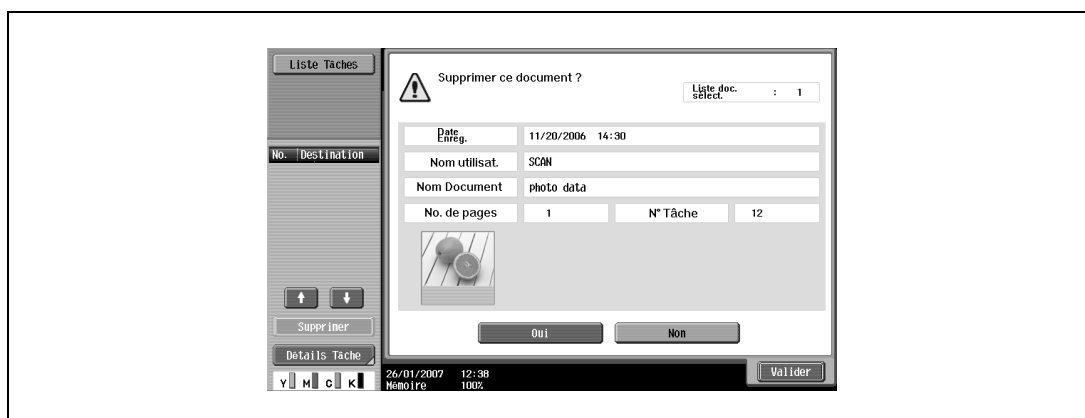 Liste Tâches
Supprimer ce document ?
Liste doc. sélect. : 1
Date Enreg. 11/20/2006 14:30
No. Destination
Nom utilisat. SCAN
Nom Document photo data
No. de pages 1 N° Tâche 12
Supprimer
Oui Non
Détails Tâche
Y M C K
26/01/2007 12:38
Mémoire 100%
Valider